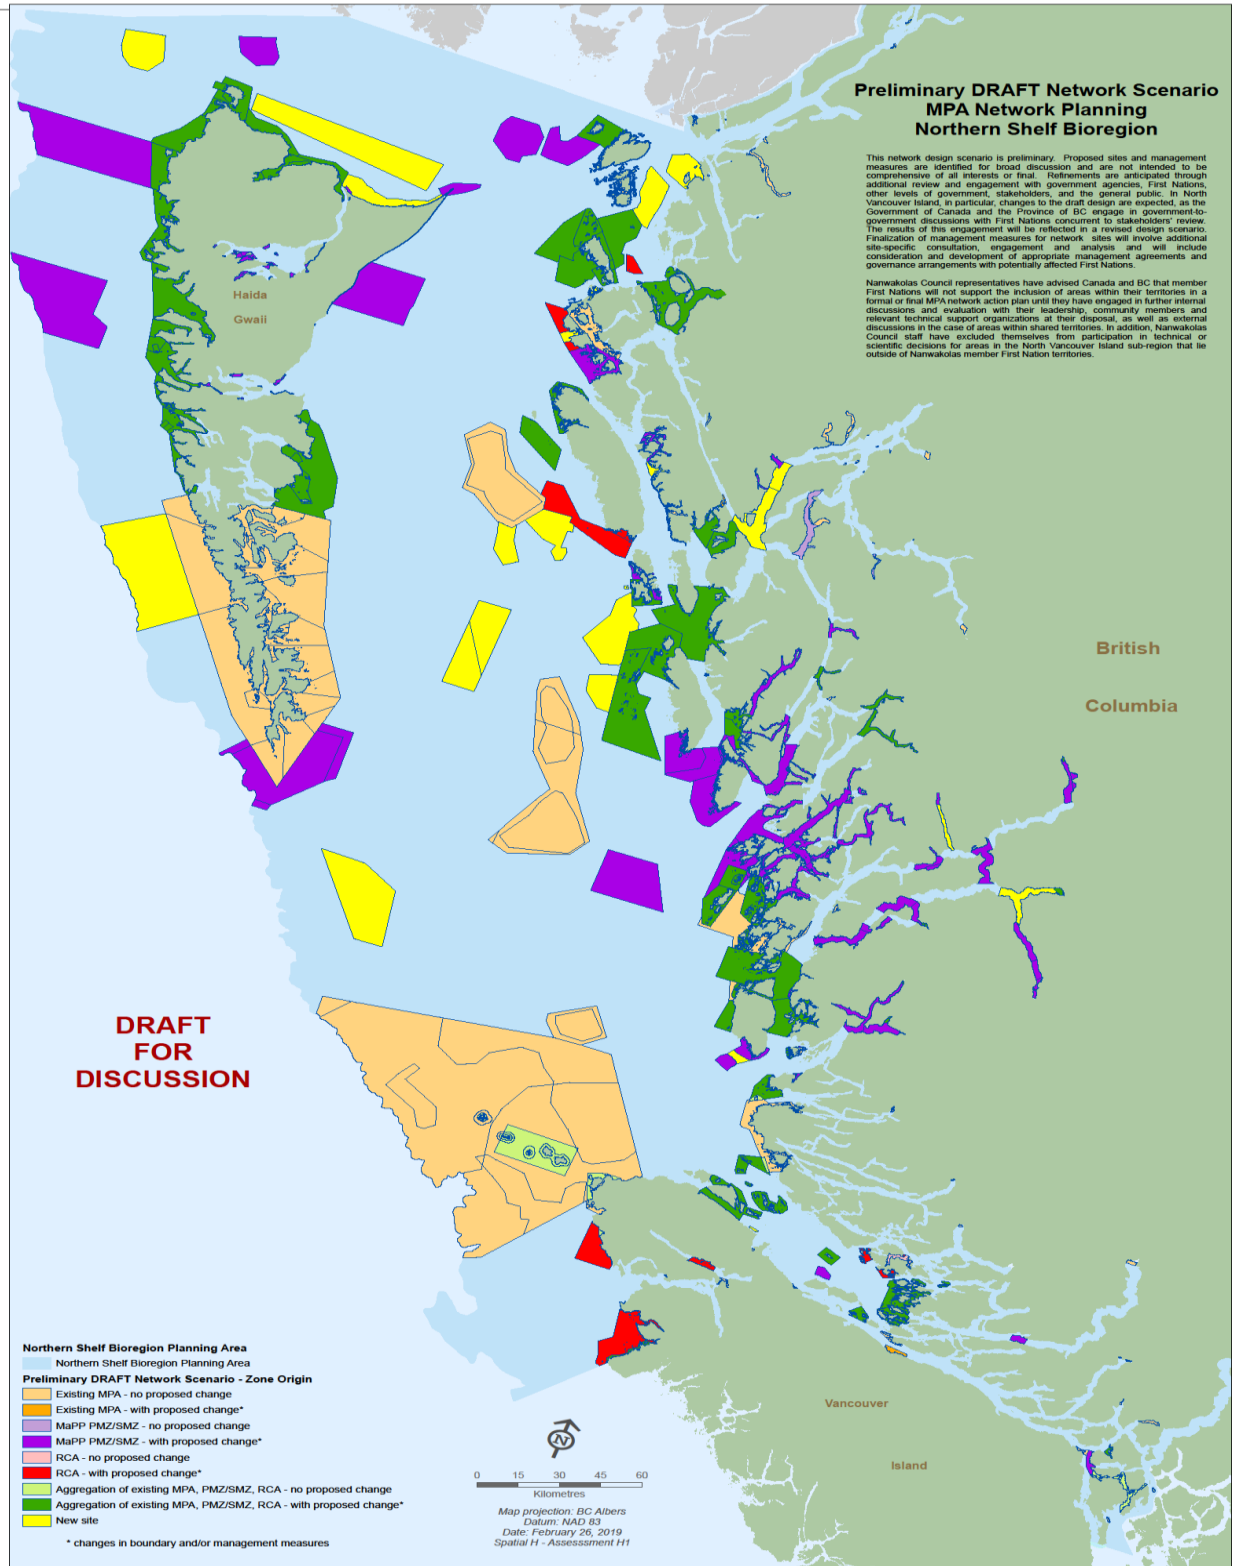 Preliminary DRAFT Network Scenario
MPA Network Planning
Northern Shelf Bioregion
This network design scenario is preliminary. Proposed sites and management
measures are identified for broad discussion and are not intended to be
comprehensive of all interests or final. Refinements are anticipated through
additional review and engagement with government agencies, First Nations,
other levels of government, stakeholders, and the general public. In North
Vancouver Island, in particular, changes to the draft design are expected, as the
Government of Canada and the Province of BC engage in government-to-
government discussions with First Nations concurrent to stakeholders' review.
The results of this engagement will be reflected in a revised design scenario.
Finalization of management measures for network sites will involve additional
site-specific consultation, engagement and analysis and will include
consideration and development of appropriate management agreements and
governance arrangements with potentially affected First Nations.
Nanwakolas Council representatives have advised Canada and BC that member
First Nations will not support the inclusion of areas within their territories in a
formal or final MPA network action plan until they have engaged in further internal
discussions and evaluation with their leadership, community members and
relevant technical support organizations at their disposal, as well as external
discussions in the case of areas within shared territories. In addition, Nanwakolas
Council staff have excluded themselves from participation in technical or
scientific decisions for areas in the North Vancouver Island sub-region that lie
outside of Nanwakolas member First Nation territories.
Haida
Gwaii
British
Columbia
DRAFT
FOR
DISCUSSION
Vancouver
Island
Northern Shelf Bioregion Planning Area
Northern Shelf Bioregion Planning Area
Preliminary DRAFT Network Scenario - Zone Origin
Existing MPA - no proposed change
Existing MPA - with proposed change*
MaPP PMZ/SMZ - no proposed change
MaPP PMZ/SMZ - with proposed change*
RCA - no proposed change
RCA - with proposed change*
Aggregation of existing MPA, PMZ/SMZ, RCA - no proposed change
Aggregation of existing MPA, PMZ/SMZ, RCA - with proposed change*
New site
* changes in boundary and/or management measures
N
0 15 30 45 60
Kilometres
Map projection: BC Albers
Datum: NAD 83
Date: February 26, 2019
Spatial H - Assesssment H1